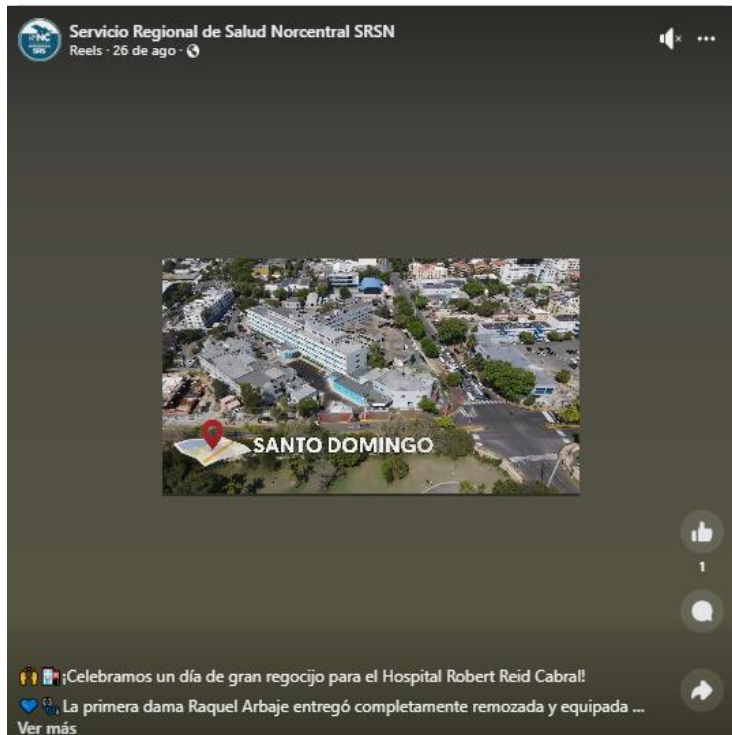 Servicio Regional de Salud Norcentral SRSN
Reels · 26 de ago ·
SANTO DOMINGO
1
¡Celebramos un día de gran regocijo para el Hospital Robert Reid Cabral!
La primera dama Raquel Arbaje entregó completamente remozada y equipada ...
Ver más